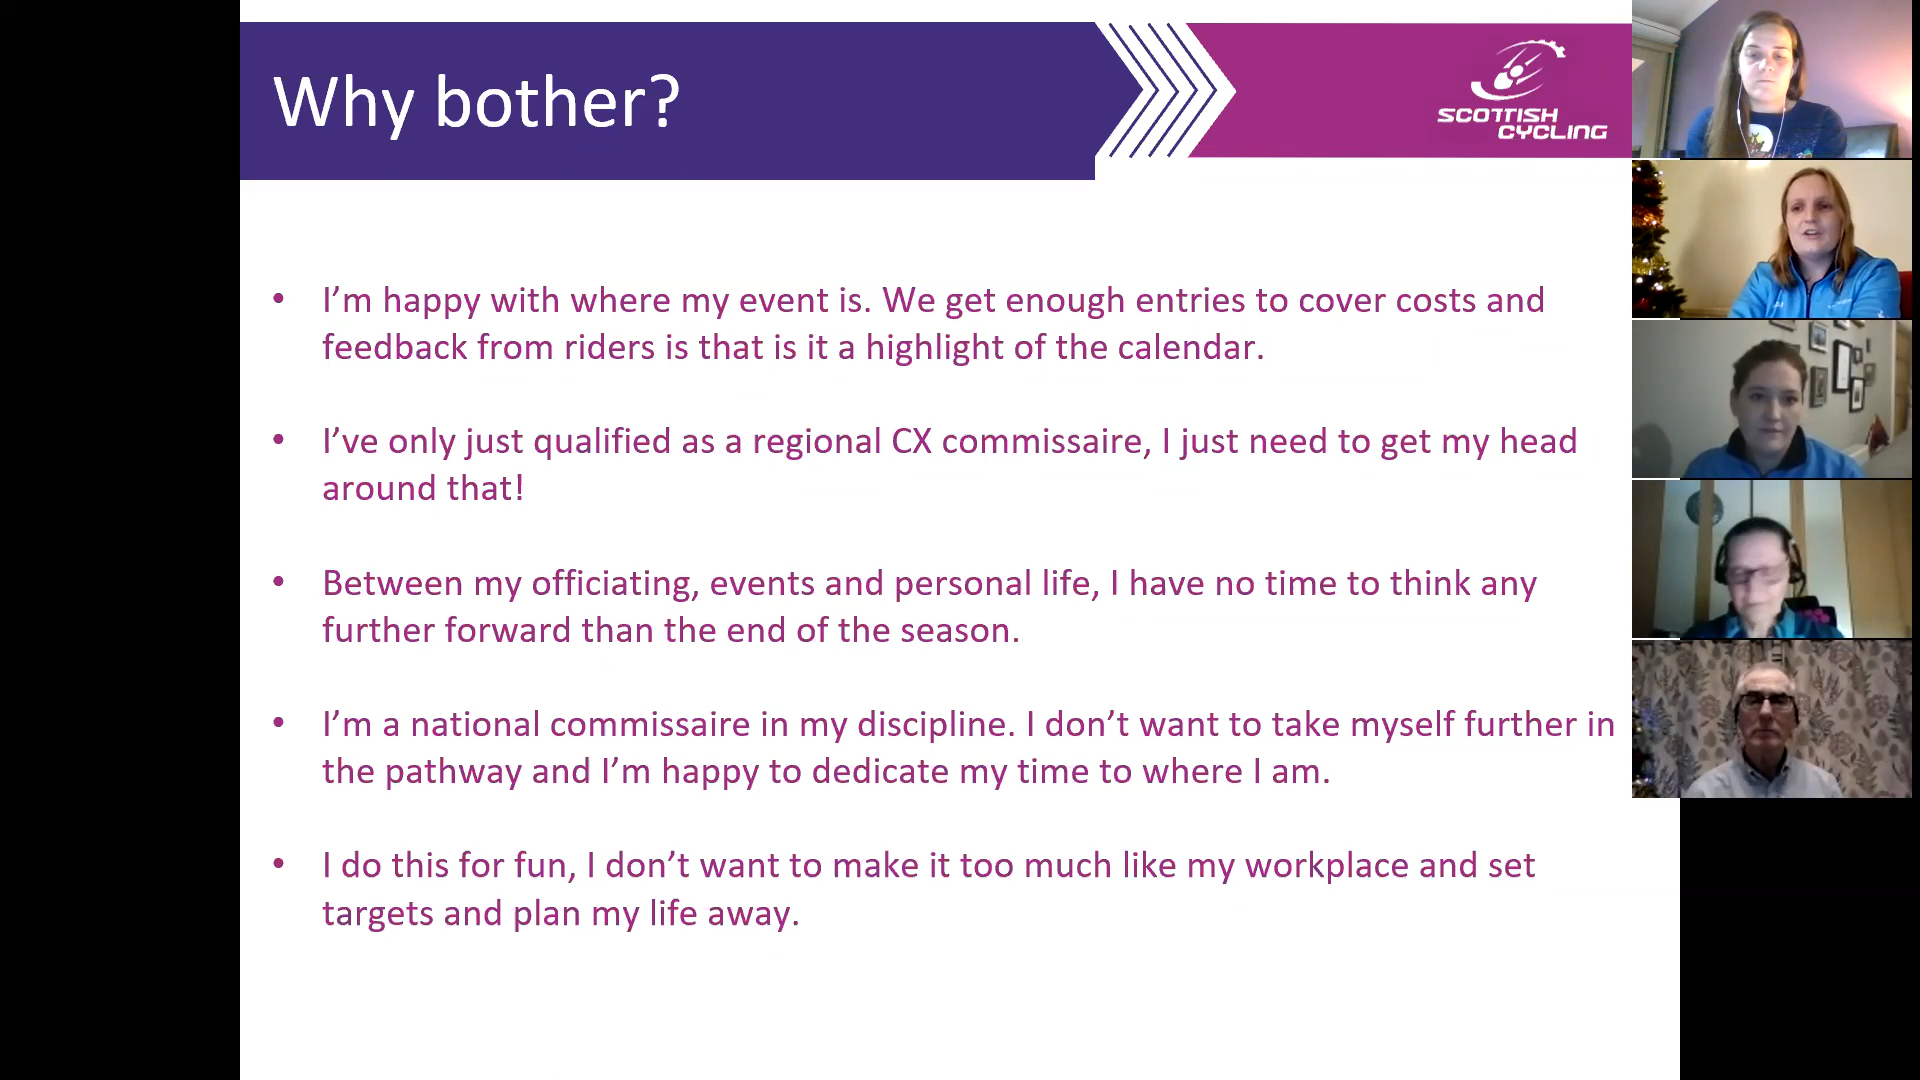 Why bother?
SCOTTISH
CYCLING
• I’m happy with where my event is. We get enough entries to cover costs and
feedback from riders is that is it a highlight of the calendar.
• I’ve only just qualified as a regional CX commissaire, I just need to get my head
around that!
• Between my officiating, events and personal life, I have no time to think any
further forward than the end of the season.
• I’m a national commissaire in my discipline. I don’t want to take myself further in
the pathway and I’m happy to dedicate my time to where I am.
• I do this for fun, I don’t want to make it too much like my workplace and set
targets and plan my life away.